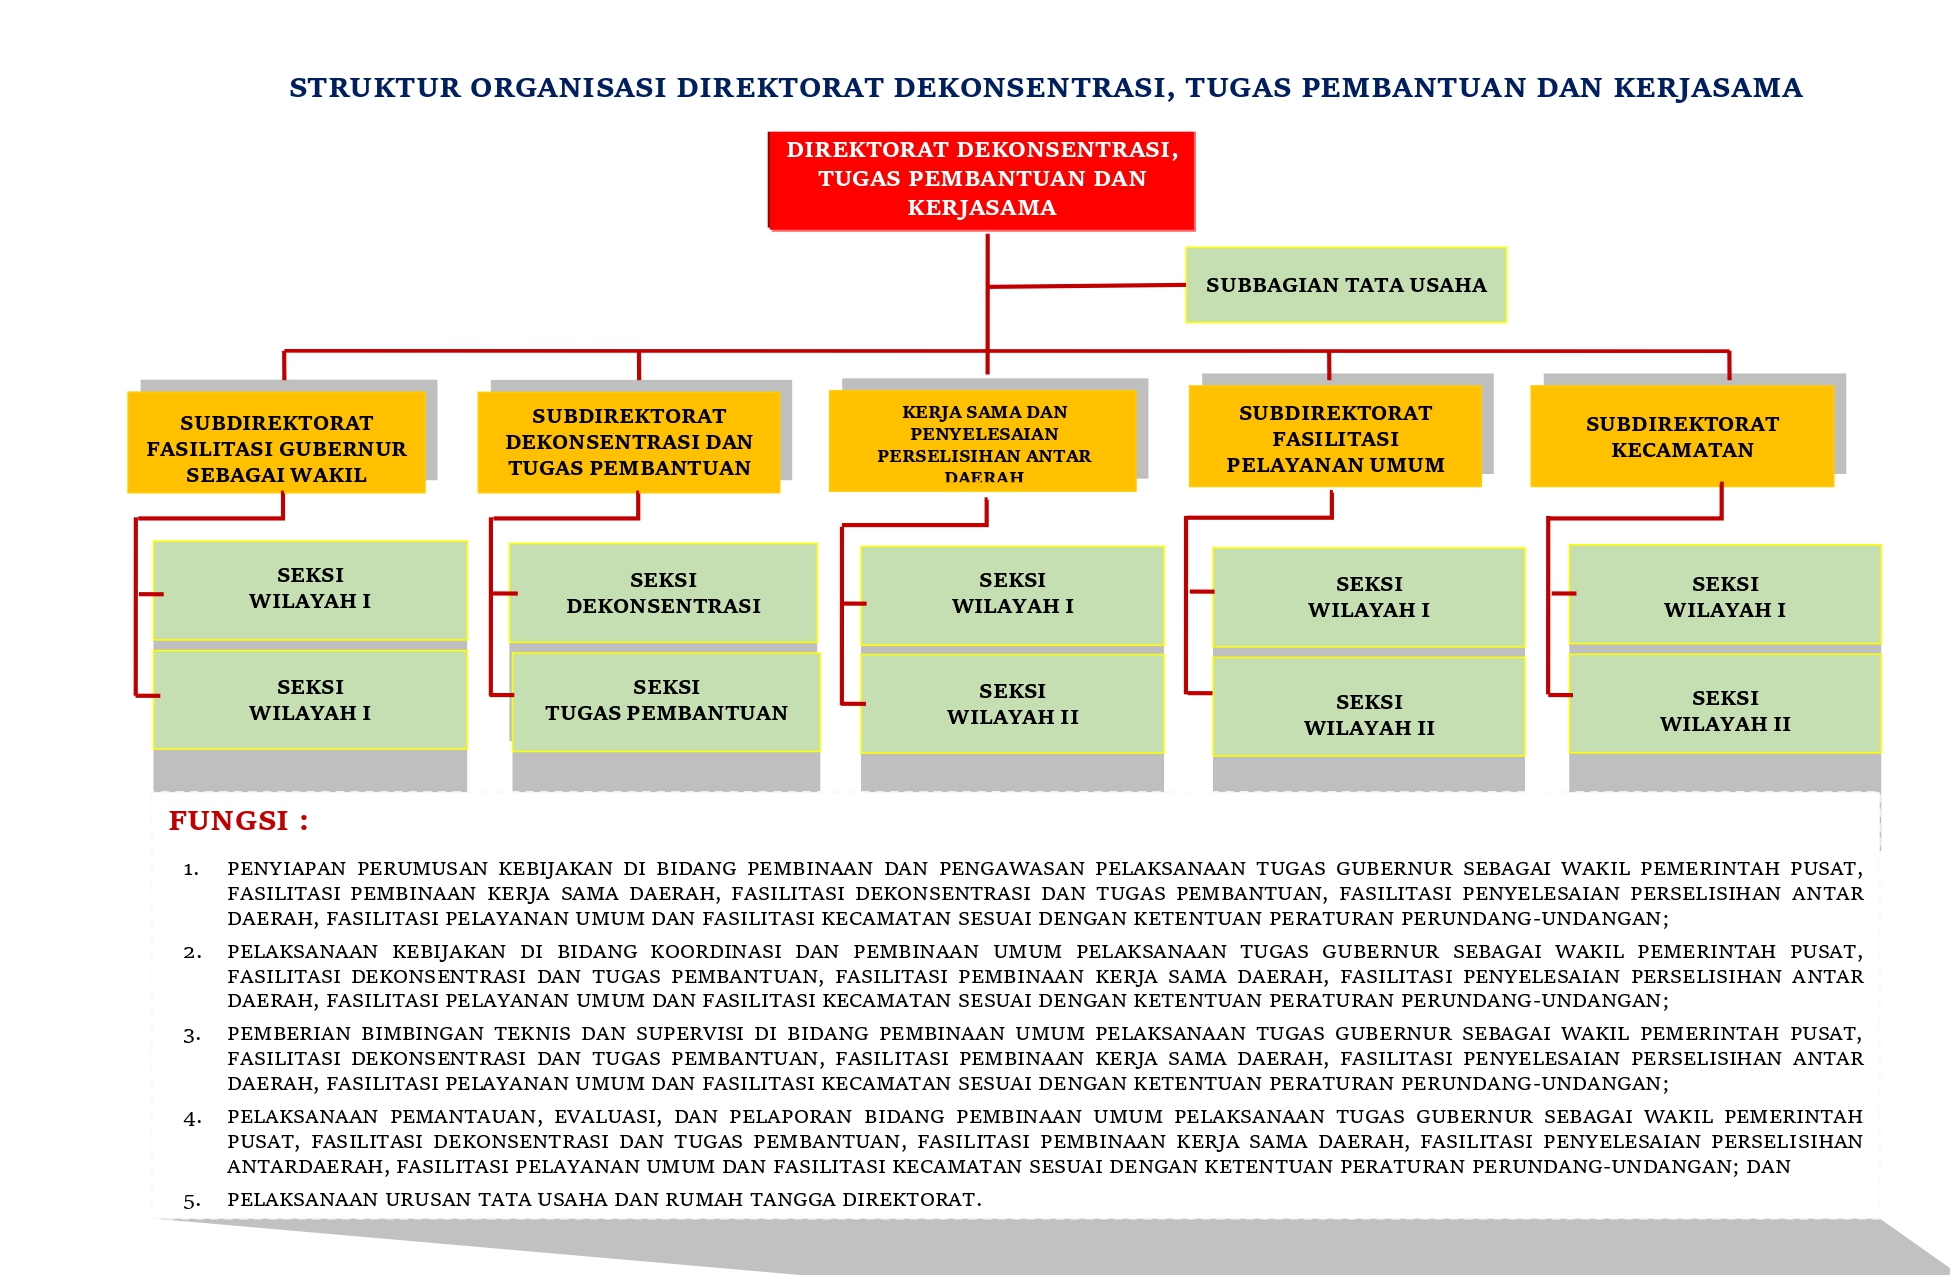 STRUKTUR ORGANISASI DIREKTORAT DEKONSENTRASI, TUGAS PEMBANTUAN DAN KERJASAMA
DIREKTORAT DEKONSENTRASI,
TUGAS PEMBANTUAN DAN
KERJASAMA
SUBBAGIAN TATA USAHA
SUBDIREKTORAT
FASILITASI GUBERNUR
SEBAGAI WAKIL
SUBDIREKTORAT
DEKONSENTRASI DAN
TUGAS PEMBANTUAN
KERJA SAMA DAN
PENYELESAIAN
PERSELISIHAN ANTAR
DAERAH
SUBDIREKTORAT
FASILITASI
PELAYANAN UMUM
SUBDIREKTORAT
KECAMATAN
SEKSI
WILAYAH I
SEKSI
DEKONSENTRASI
SEKSI
WILAYAH I
SEKSI
WILAYAH I
SEKSI
WILAYAH I
SEKSI
WILAYAH I
SEKSI
TUGAS PEMBANTUAN
SEKSI
WILAYAH II
SEKSI
WILAYAH II
SEKSI
WILAYAH II
FUNGSI :
1. PENYIAPAN PERUMUSAN KEBIJAKAN DI BIDANG PEMBINAAN DAN PENGAWASAN PELAKSANAAN TUGAS GUBERNUR SEBAGAI WAKIL PEMERINTAH PUSAT,
FASILITASI PEMBINAAN KERJA SAMA DAERAH, FASILITASI DEKONSENTRASI DAN TUGAS PEMBANTUAN, FASILITASI PENYELESAIAN PERSELISIHAN ANTAR
DAERAH, FASILITASI PELAYANAN UMUM DAN FASILITASI KECAMATAN SESUAI DENGAN KETENTUAN PERATURAN PERUNDANG-UNDANGAN;
2. PELAKSANAAN KEBIJAKAN DI BIDANG KOORDINASI DAN PEMBINAAN UMUM PELAKSANAAN TUGAS GUBERNUR SEBAGAI WAKIL PEMERINTAH PUSAT,
FASILITASI DEKONSENTRASI DAN TUGAS PEMBANTUAN, FASILITASI PEMBINAAN KERJA SAMA DAERAH, FASILITASI PENYELESAIAN PERSELISIHAN ANTAR
DAERAH, FASILITASI PELAYANAN UMUM DAN FASILITASI KECAMATAN SESUAI DENGAN KETENTUAN PERATURAN PERUNDANG-UNDANGAN;
3. PEMBERIAN BIMBINGAN TEKNIS DAN SUPERVISI DI BIDANG PEMBINAAN UMUM PELAKSANAAN TUGAS GUBERNUR SEBAGAI WAKIL PEMERINTAH PUSAT,
FASILITASI DEKONSENTRASI DAN TUGAS PEMBANTUAN, FASILITASI PEMBINAAN KERJA SAMA DAERAH, FASILITASI PENYELESAIAN PERSELISIHAN ANTAR
DAERAH, FASILITASI PELAYANAN UMUM DAN FASILITASI KECAMATAN SESUAI DENGAN KETENTUAN PERATURAN PERUNDANG-UNDANGAN;
4. PELAKSANAAN PEMANTAUAN, EVALUASI, DAN PELAPORAN BIDANG PEMBINAAN UMUM PELAKSANAAN TUGAS GUBERNUR SEBAGAI WAKIL PEMERINTAH
PUSAT, FASILITASI DEKONSENTRASI DAN TUGAS PEMBANTUAN, FASILITASI PEMBINAAN KERJA SAMA DAERAH, FASILITASI PENYELESAIAN PERSELISIHAN
ANTARDAERAH, FASILITASI PELAYANAN UMUM DAN FASILITASI KECAMATAN SESUAI DENGAN KETENTUAN PERATURAN PERUNDANG-UNDANGAN; DAN
5. PELAKSANAAN URUSAN TATA USAHA DAN RUMAH TANGGA DIREKTORAT.